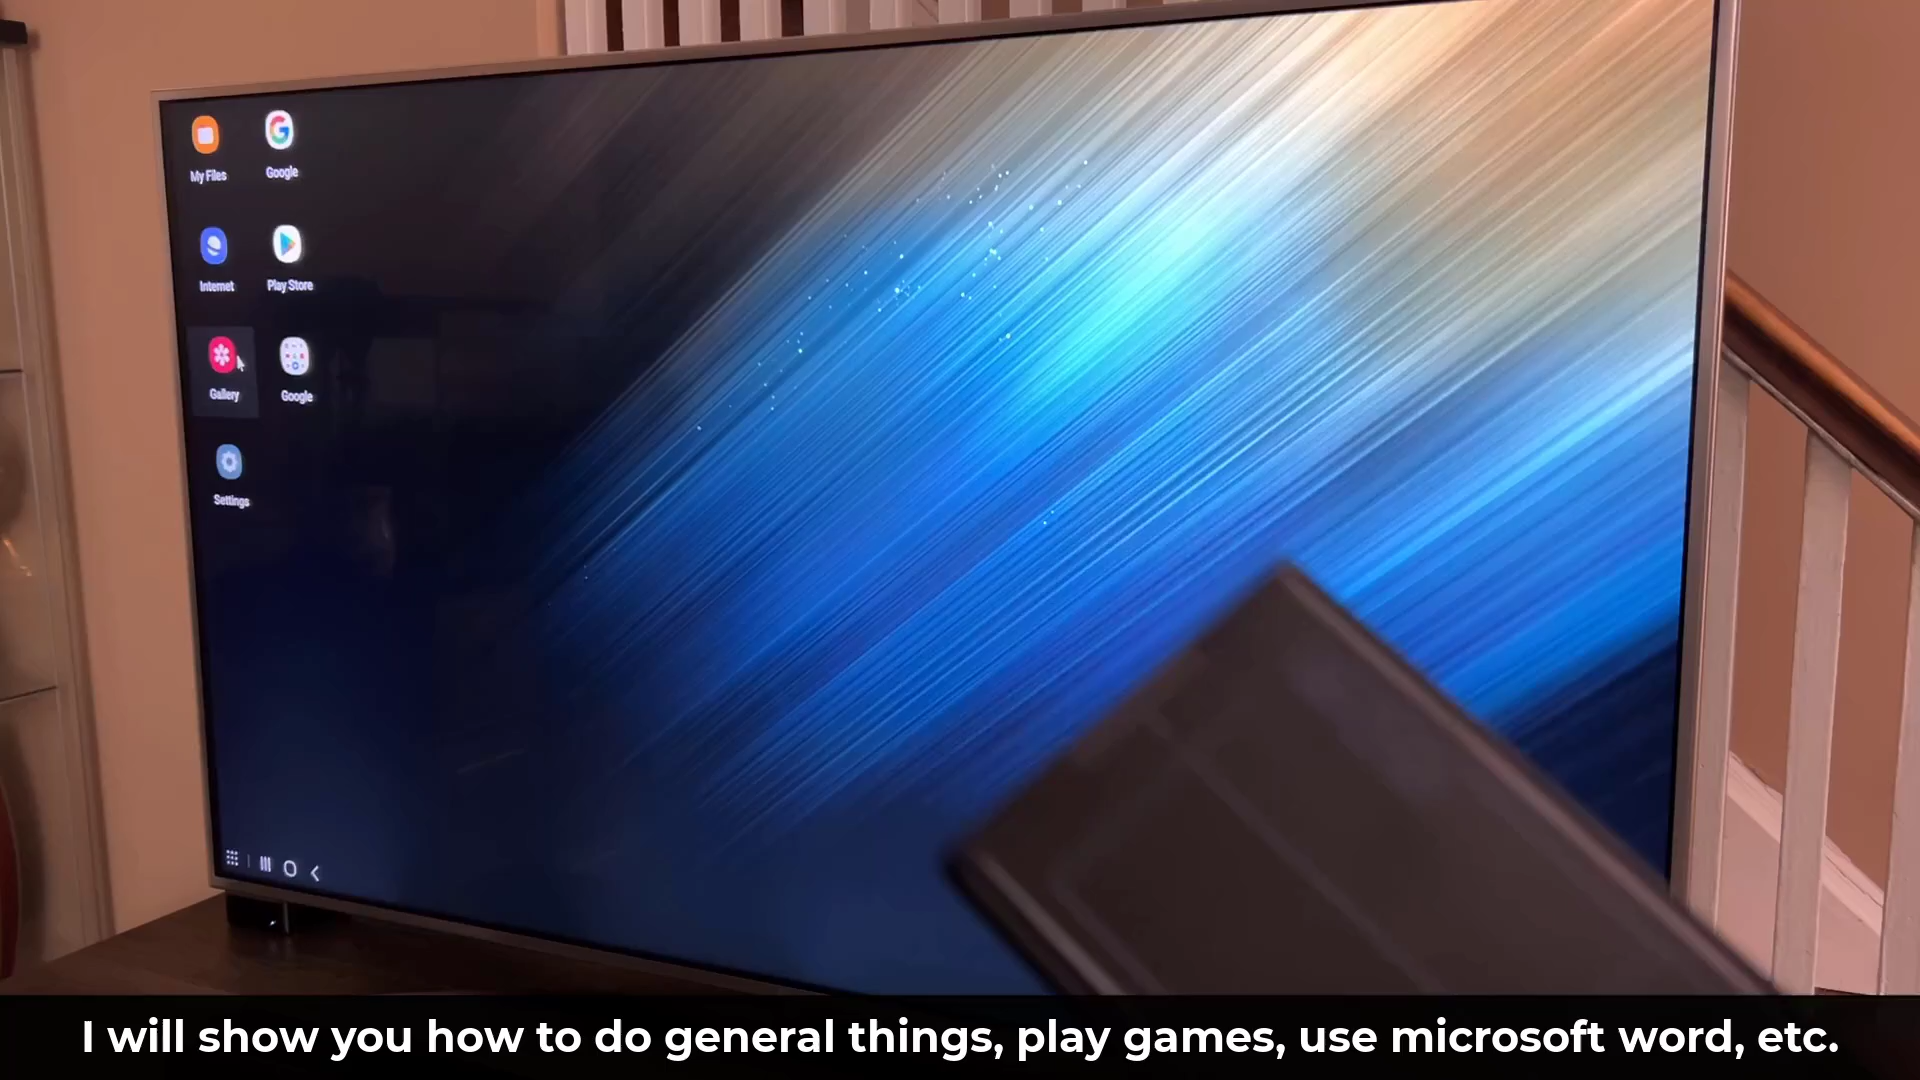 My Files
Google
Internet
Play Store
Gallery
Google
Settings
I will show you how to do general things, play games, use microsoft word, etc.